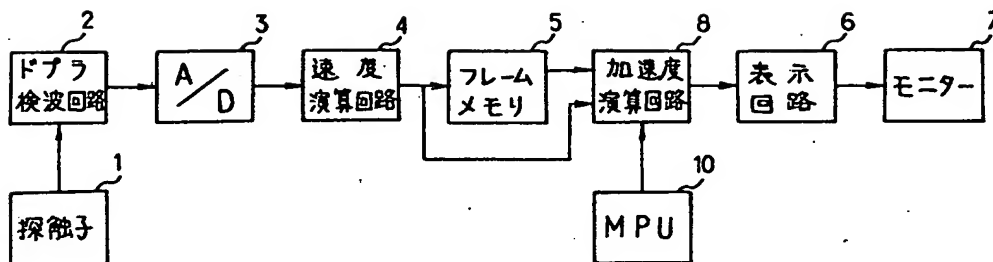 2
ドプラ
検波回路
3
A/D
4
速度
演算回路
5
フレーム
メモリ
8
加速度
演算回路
6
表示
回路
7
モニター
1
探触子
10
MPU